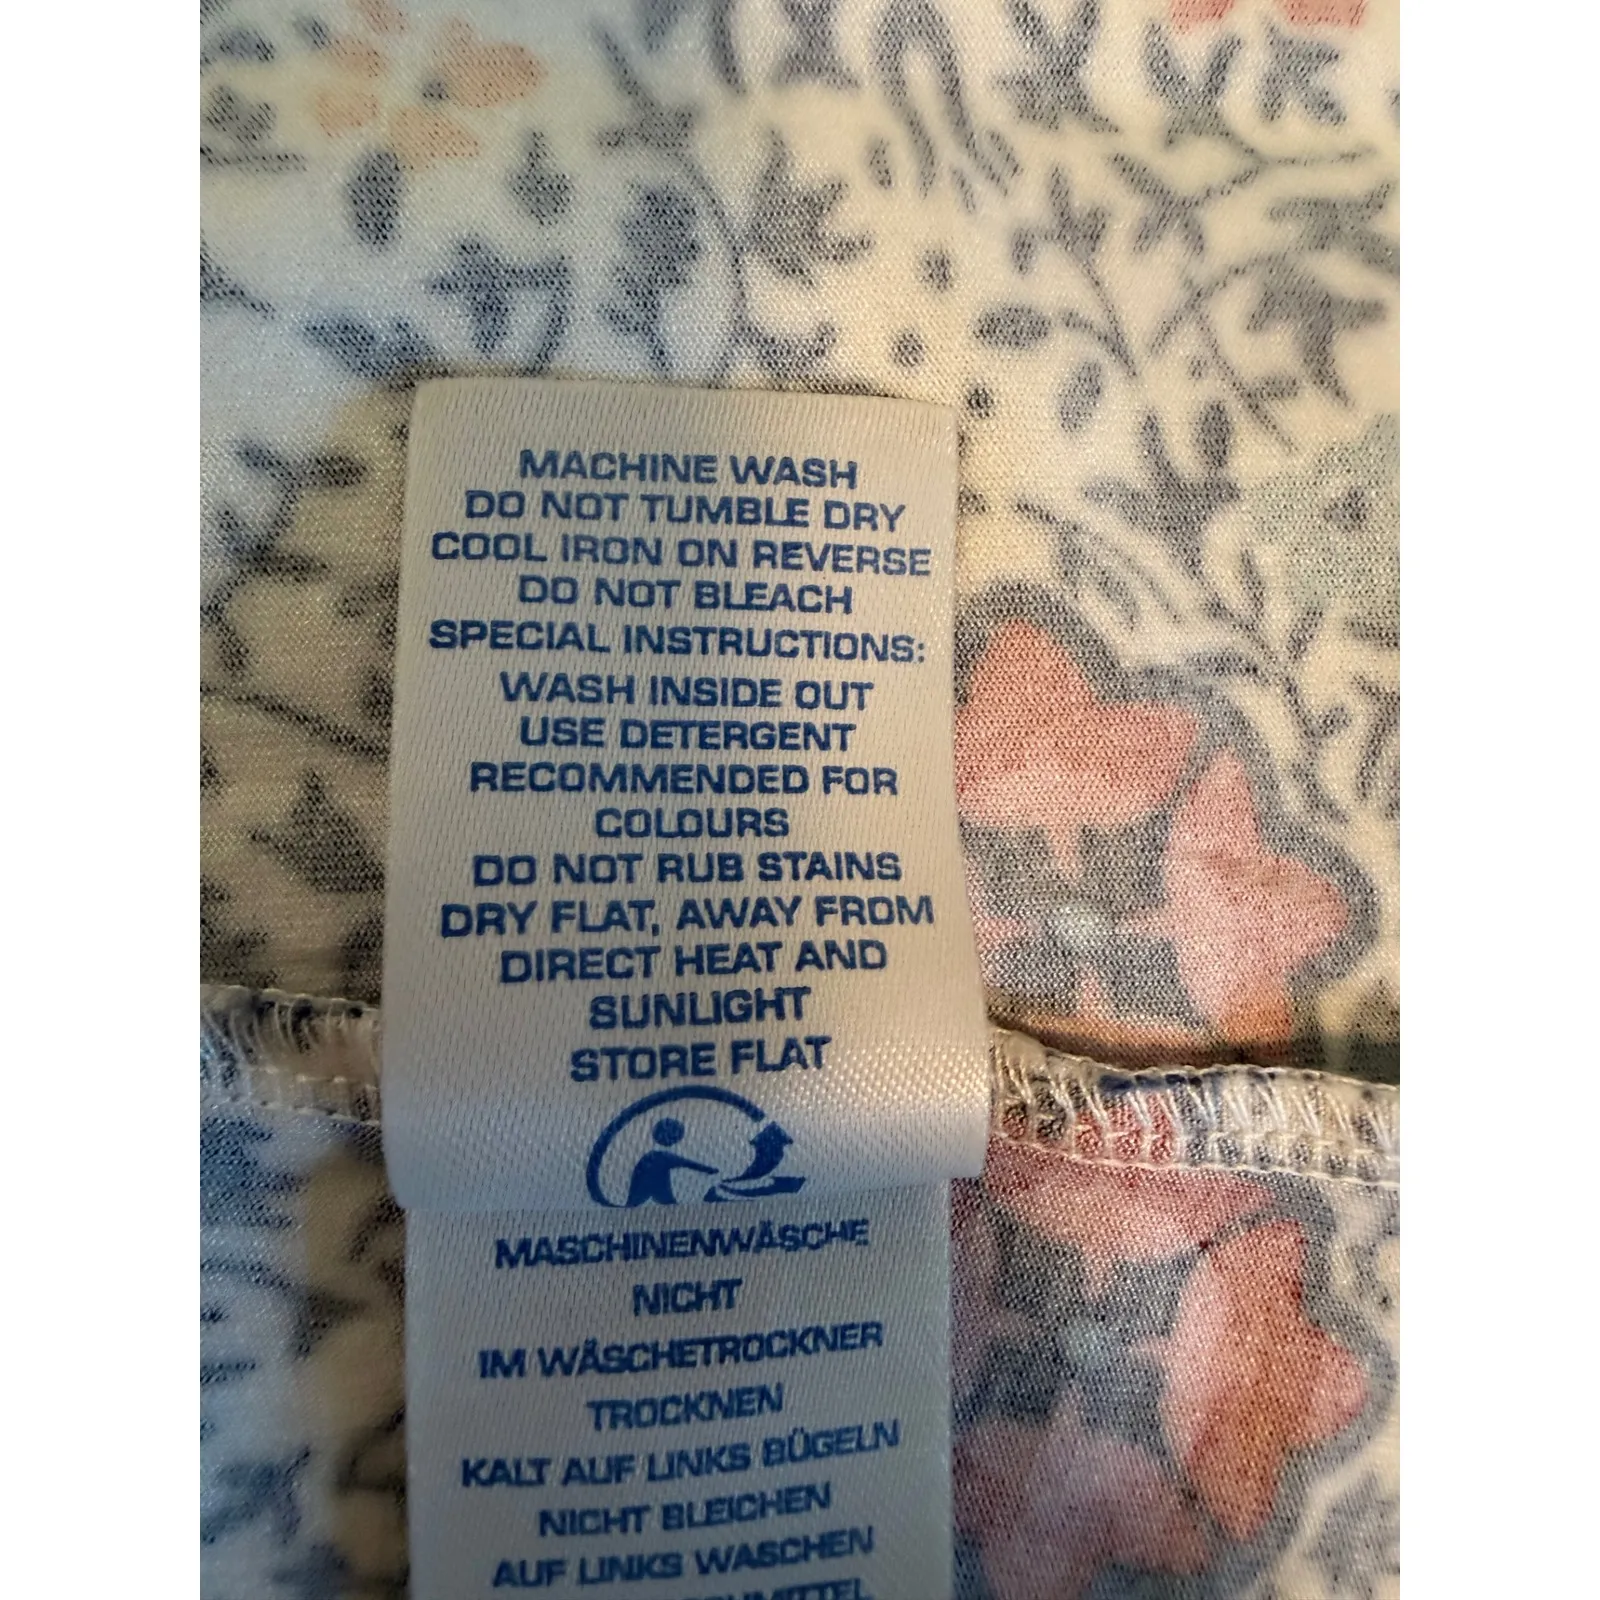 MACHINE WASH
DO NOT TUMBLE DRY
COOL IRON ON REVERSE
DO NOT BLEACH
SPECIAL INSTRUCTIONS:
WASH INSIDE OUT
USE DETERGENT
RECOMMENDED FOR
COLOURS
DO NOT RUB STAINS
DRY FLAT, AWAY FROM
DIRECT HEAT AND
SUNLIGHT
STORE FLAT
MASCHINENWÄSCHE
NICHT
IM WÄSCHETROCKNER
TROCKNEN
KALT AUF LINKS BÜGELN
NICHT BLEICHEN
AUF LINKS WASCHEN